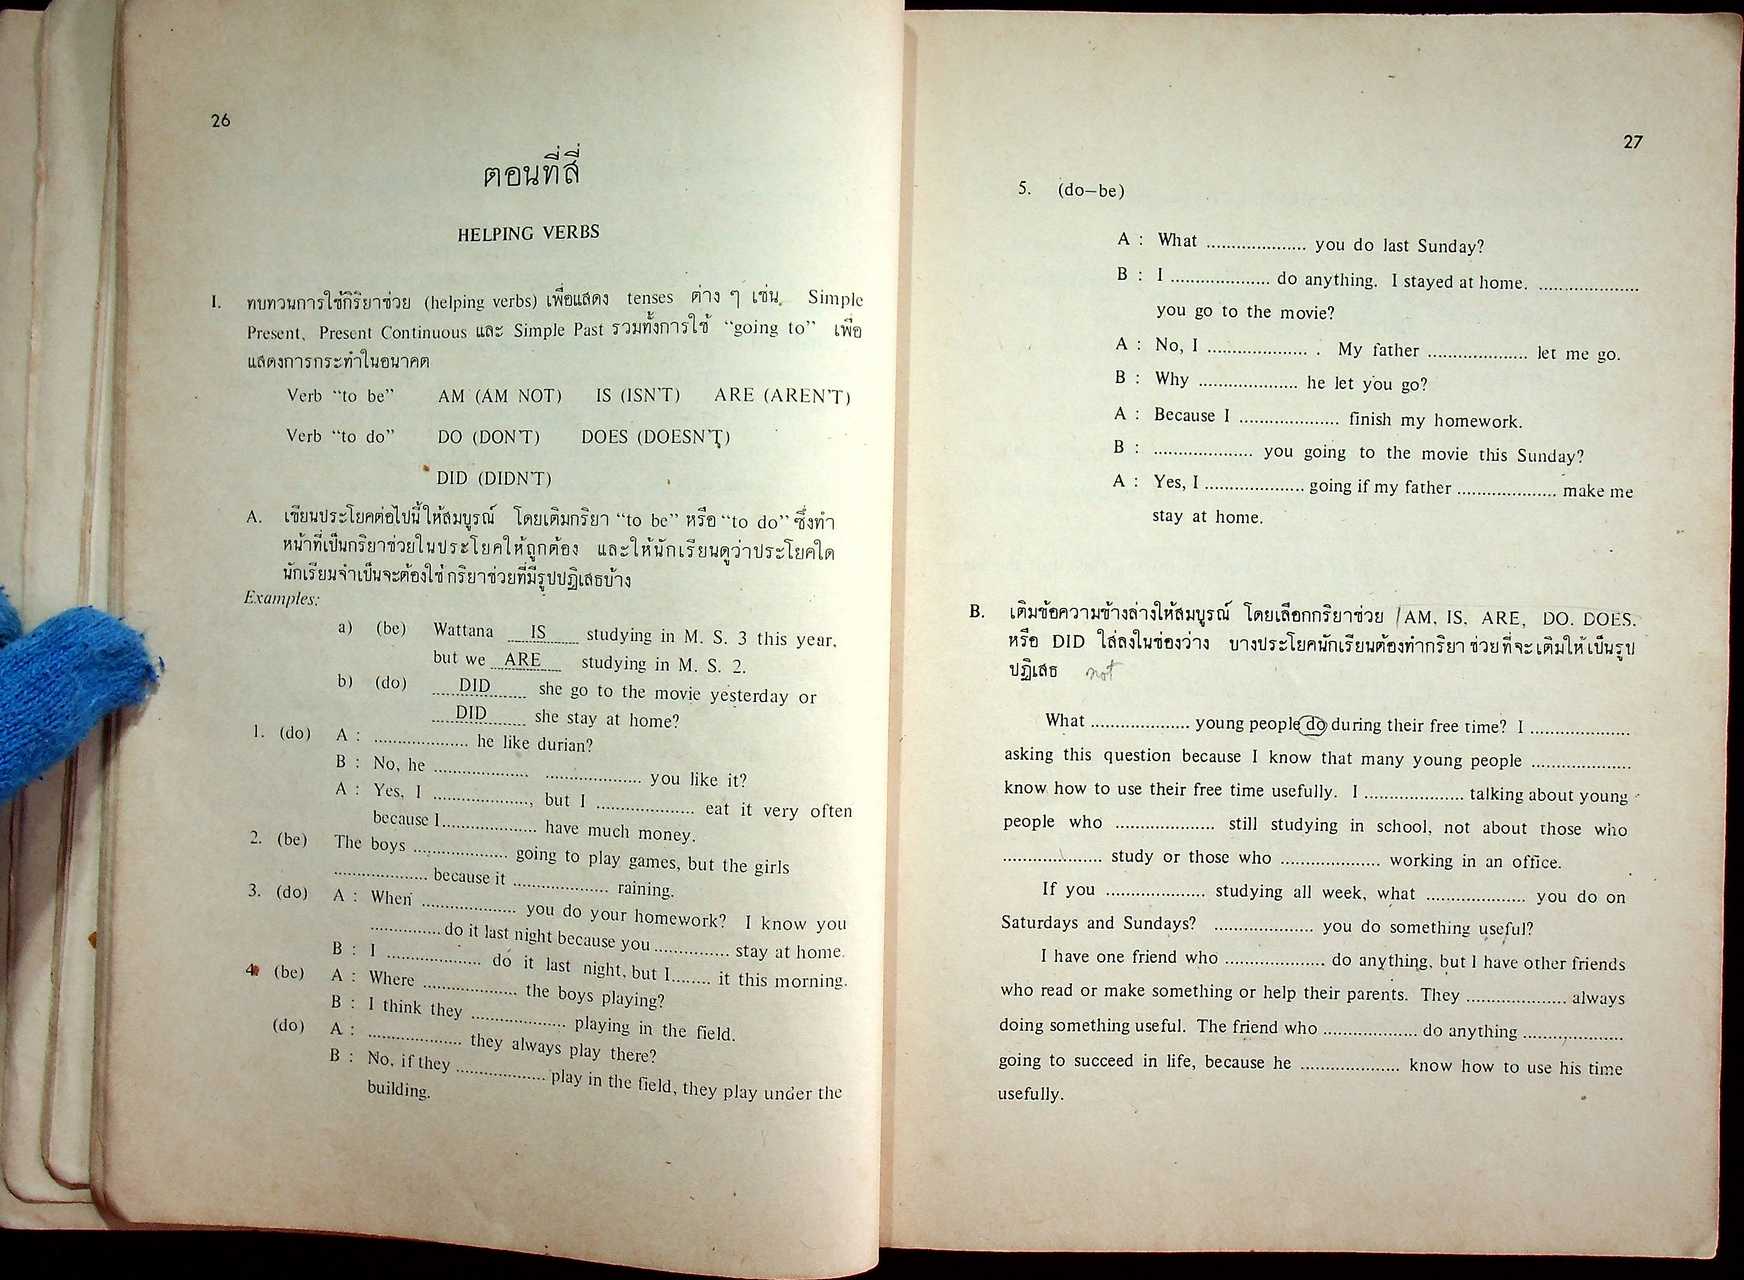 26
ตอนที่สี่
HELPING VERBS
I. ทบทวนการใช้กิริยาช่วย (helping verbs) เพื่อแสดง tenses ต่าง ๆ เช่น Simple
Present, Present Continuous และ Simple Past รวมทั้งการใช้ “going to” เพื่อ
แสดงการกระทำในอนาคต
Verb “to be” AM (AM NOT) IS (ISN'T) ARE (AREN'T)
Verb “to do” DO (DON'T) DOES (DOESN'T)
DID (DIDN'T)
A. เขียนประโยคต่อไปนี้ให้สมบูรณ์ โดยเติมกริยา “to be” หรือ “to do” ซึ่งทำ
หน้าที่เป็นกริยาช่วยในประโยคให้ถูกต้อง และให้นักเรียนดูว่าประโยคใด
นักเรียนจำเป็นจะต้องใช้กริยาช่วยที่มีรูปปฏิเสธบ้าง
Examples:
a) (be) Wattana ....IS.... studying in M. S. 3 this year,
but we ...ARE... studying in M. S. 2.
b) (do) .....DID...... she go to the movie yesterday or
.....DID...... she stay at home?
1. (do) A : ................... he like durian?
B : No, he ................... ................... you like it?
A : Yes, I ..................., but I ................... eat it very often
because I................... have much money.
2. (be) The boys ................... going to play games, but the girls
................... because it ................... raining.
3. (do) A : When ................... you do your homework? I know you
.............. do it last night because you ............... stay at home.
B : I ................... do it last night, but I........ it this morning.
4. (be) A : Where ................... the boys playing?
B : I think they ................... playing in the field.
(do) A : ................... they always play there?
B : No, if they .................. play in the field, they play under the
building.
27
5. (do–be)
A : What .................... you do last Sunday?
B : I .................... do anything. I stayed at home. ....................
you go to the movie?
A : No, I .................... . My father .................... let me go.
B : Why .................... he let you go?
A : Because I .................... finish my homework.
B : .................... you going to the movie this Sunday?
A : Yes, I .................... going if my father .................... make me
stay at home.
B. เติมข้อความข้างล่างให้สมบูรณ์ โดยเลือกกริยาช่วย /AM, IS, ARE, DO, DOES,
หรือ DID ใส่ลงในช่องว่าง บางประโยคนักเรียนต้องทำกริยาช่วยที่จะเติมให้เป็นรูป
ปฏิเสธ not
What .................... young people do during their free time? I ....................
asking this question because I know that many young people ....................
know how to use their free time usefully. I .................... talking about young
people who .................... still studying in school, not about those who
.................... study or those who .................... working in an office.
If you .................... studying all week, what .................... you do on
Saturdays and Sundays? .................... you do something useful?
I have one friend who .................... do anything, but I have other friends
who read or make something or help their parents. They .................... always
doing something useful. The friend who ................... do anything ....................
going to succeed in life, because he .................... know how to use his time
usefully.